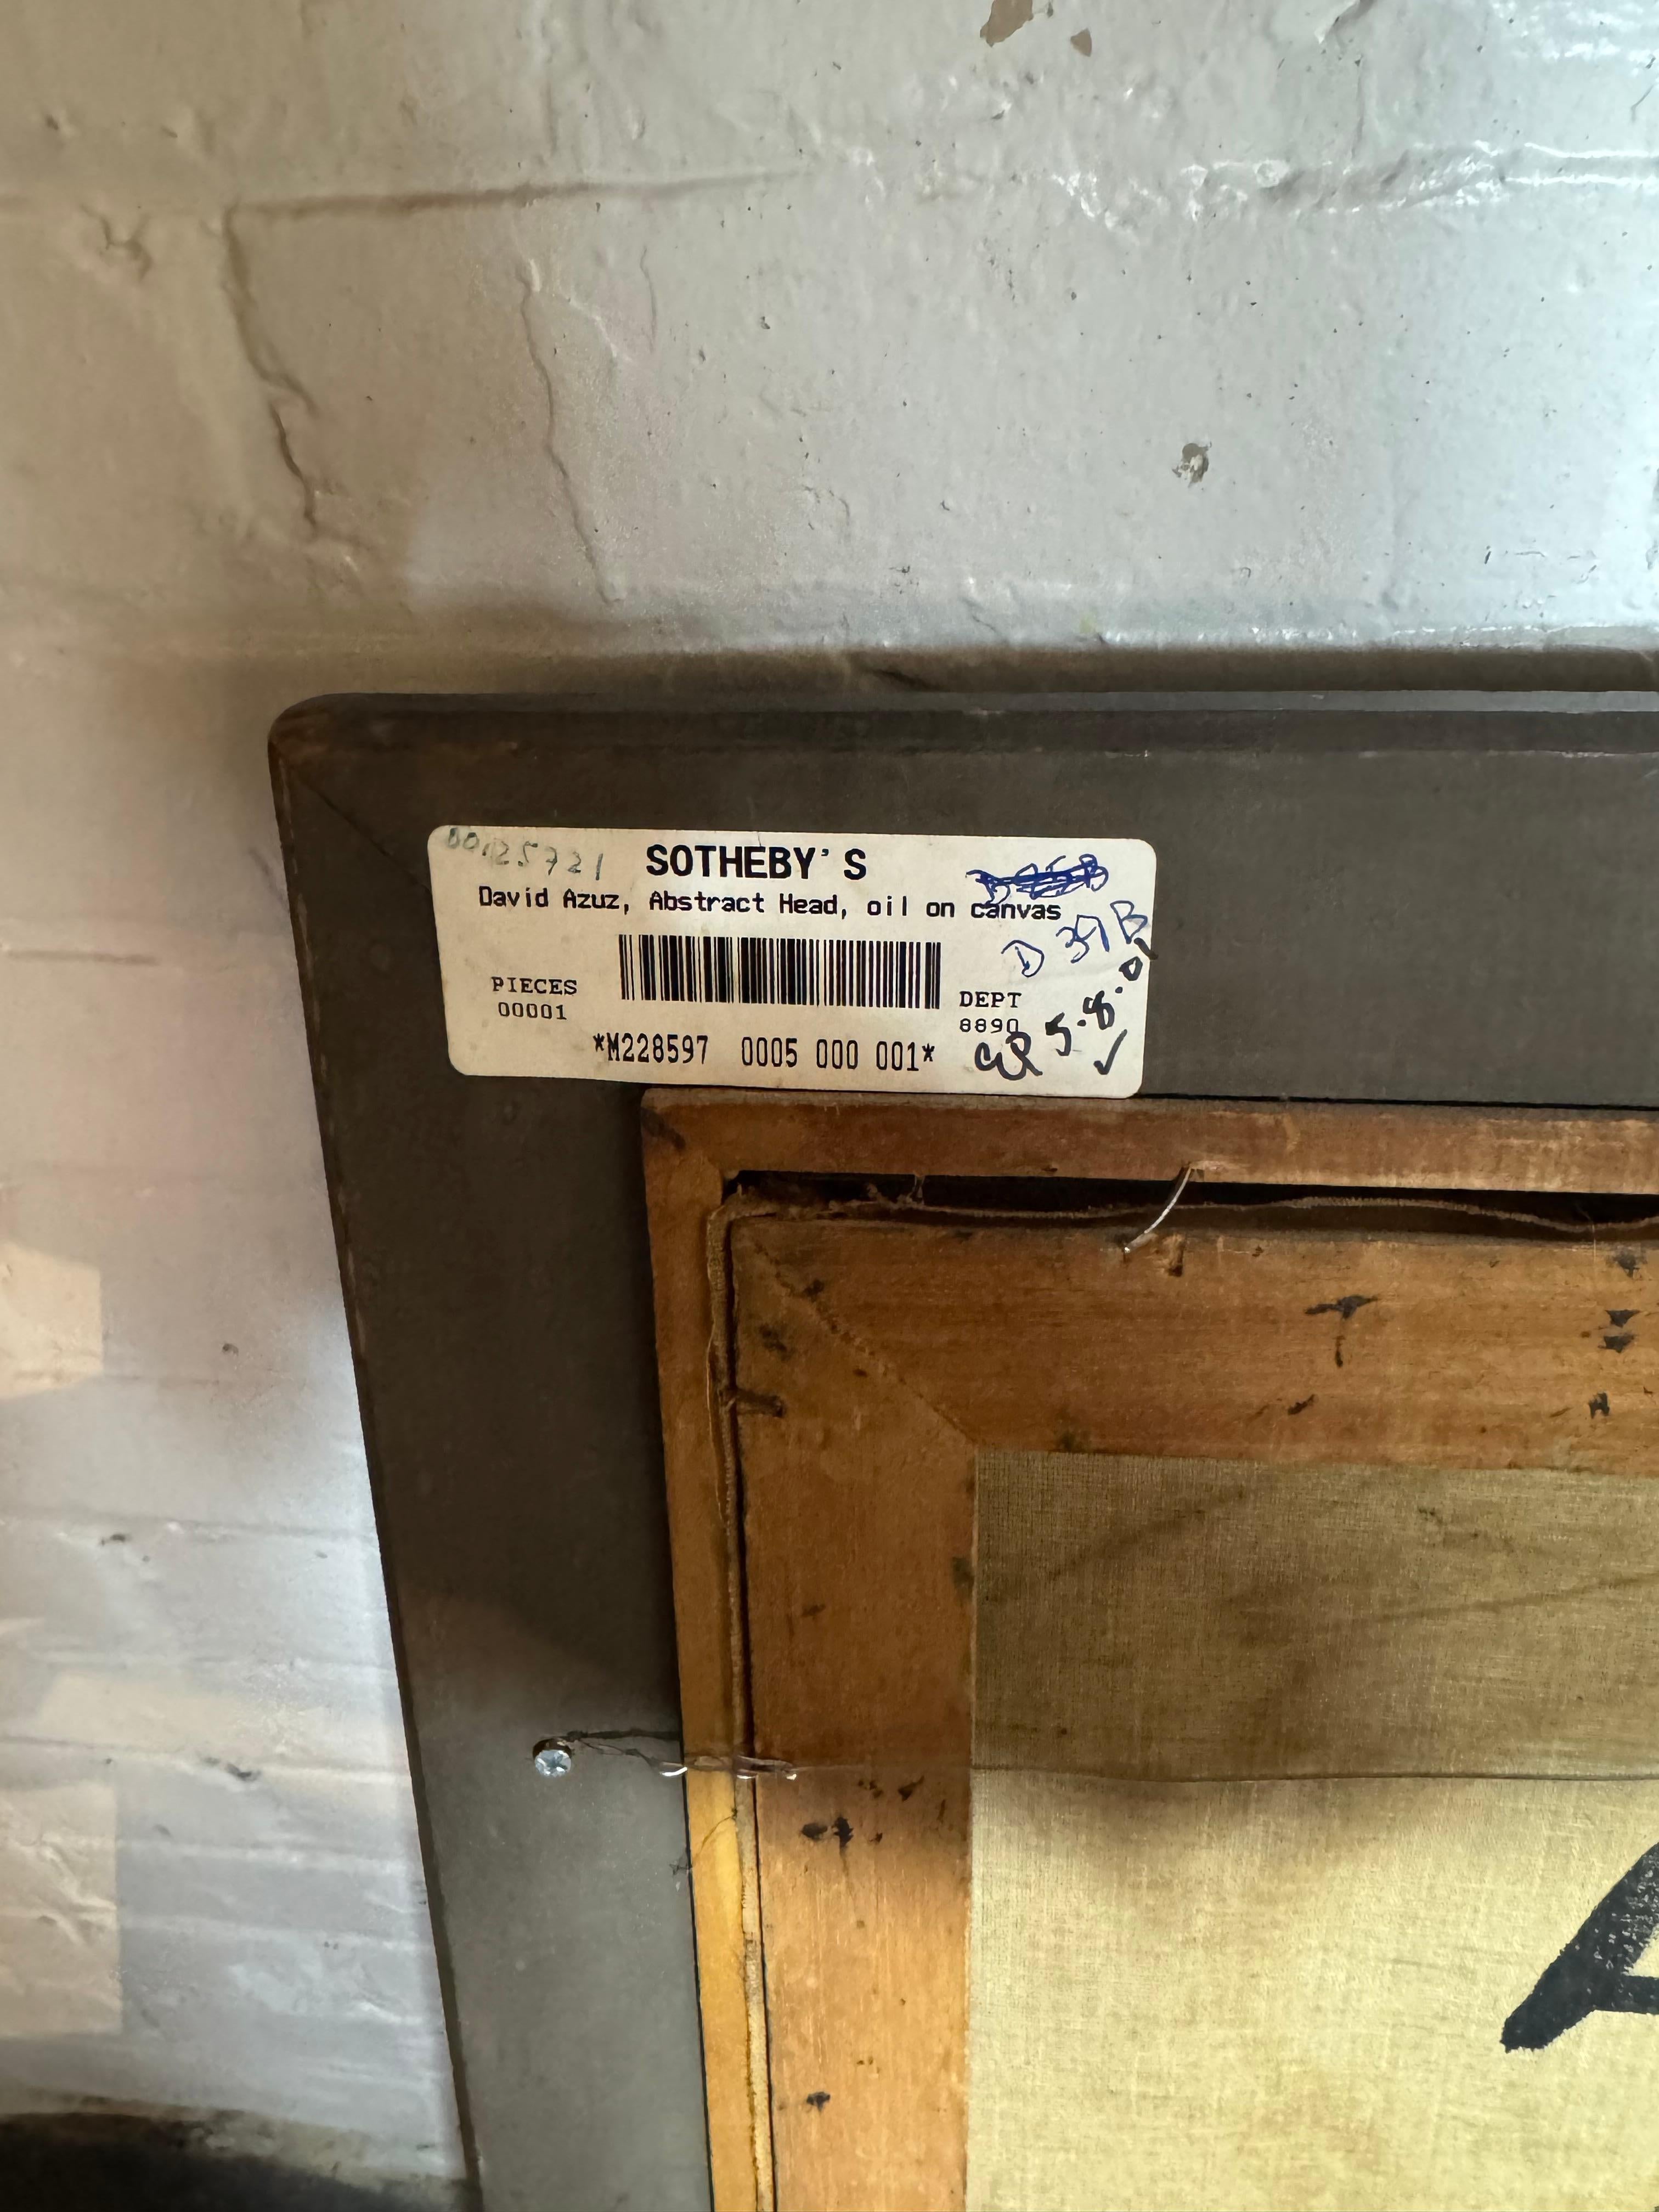 00125721
SOTHEBY'S
David Azuz, Abstract Head, oil on canvas
D 37 B
PIECES
00001
DEPT
8890
5.8.01
*M228597 0005 000 001*
A